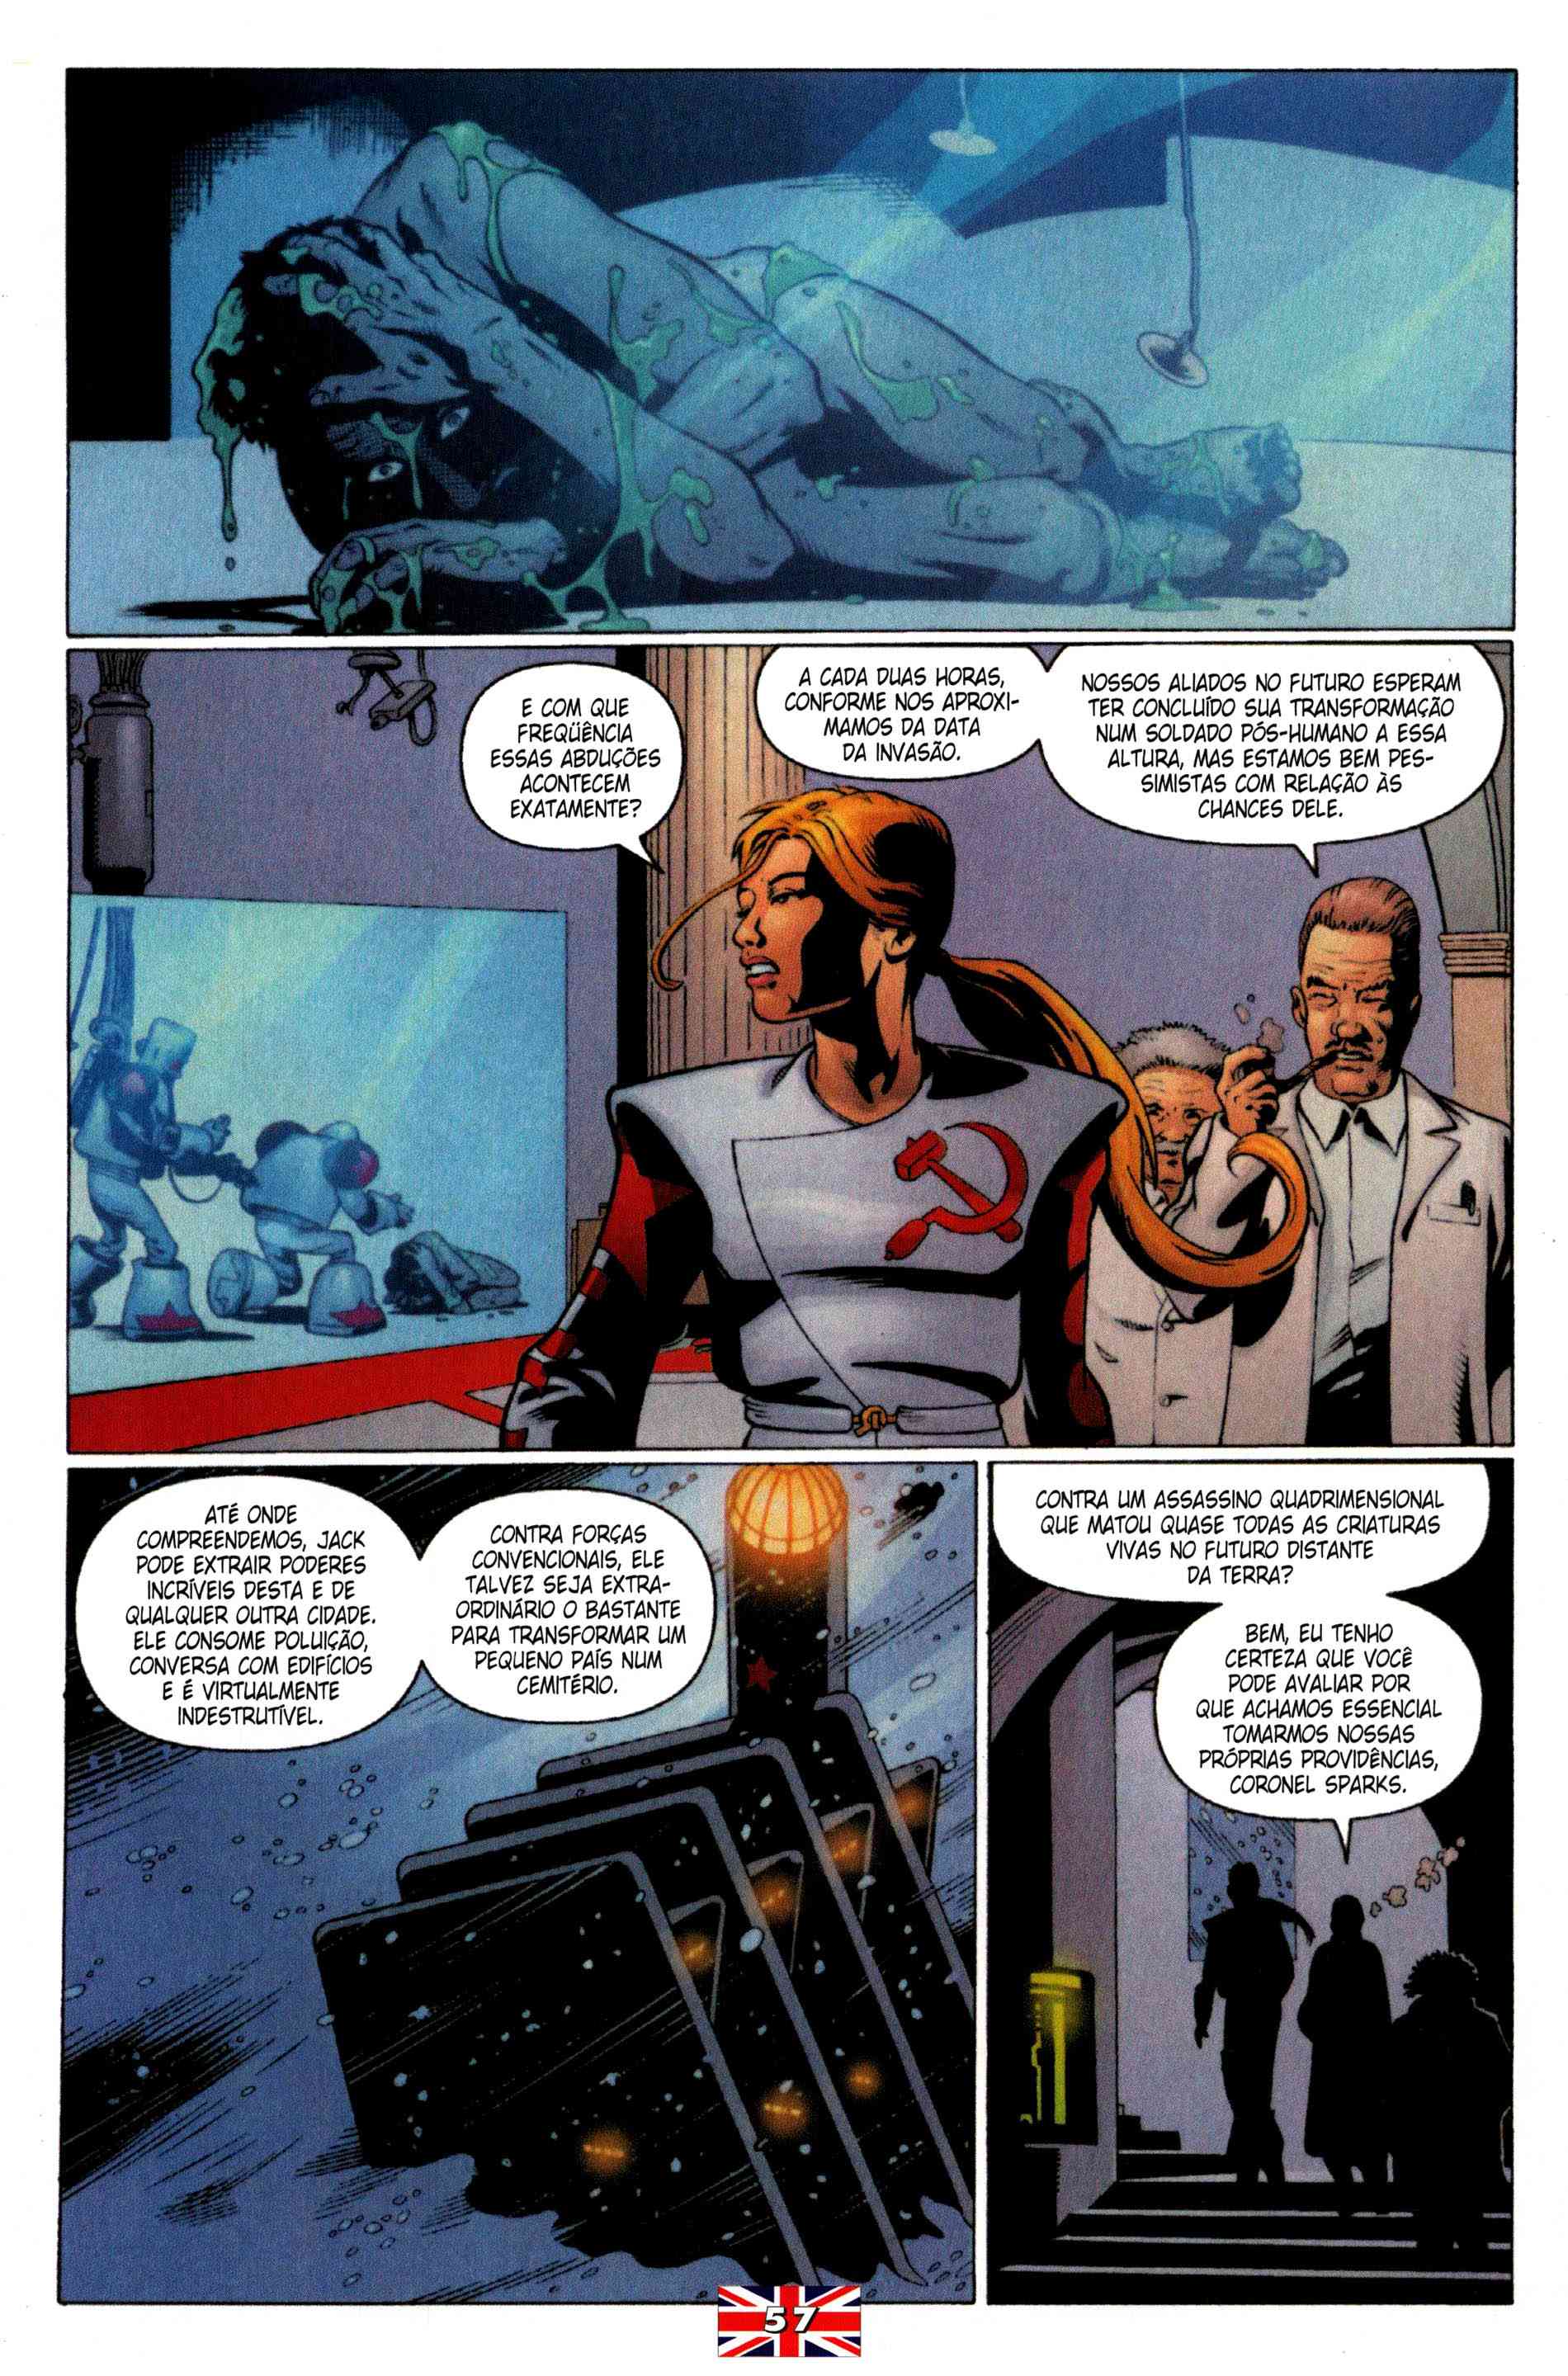 E COM QUE
FREQÜÊNCIA
ESSAS ABDUÇÕES
ACONTECEM
EXATAMENTE?
A CADA DUAS HORAS,
CONFORME NOS APROXI-
MAMOS DA DATA
DA INVASÃO.
NOSSOS ALIADOS NO FUTURO ESPERAM
TER CONCLUÍDO SUA TRANSFORMAÇÃO
NUM SOLDADO PÓS-HUMANO A ESSA
ALTURA, MAS ESTAMOS BEM PES-
SIMISTAS COM RELAÇÃO ÀS
CHANCES DELE.
ATÉ ONDE
COMPREENDEMOS, JACK
PODE EXTRAIR PODERES
INCRÍVEIS DESTA E DE
QUALQUER OUTRA CIDADE.
ELE CONSOME POLUIÇÃO,
CONVERSA COM EDIFÍCIOS
E É VIRTUALMENTE
INDESTRUTÍVEL.
CONTRA FORÇAS
CONVENCIONAIS, ELE
TALVEZ SEJA EXTRA-
ORDINÁRIO O BASTANTE
PARA TRANSFORMAR UM
PEQUENO PAÍS NUM
CEMITÉRIO.
CONTRA UM ASSASSINO QUADRIMENSIONAL
QUE MATOU QUASE TODAS AS CRIATURAS
VIVAS NO FUTURO DISTANTE
DA TERRA?
BEM, EU TENHO
CERTEZA QUE VOCÊ
PODE AVALIAR POR
QUE ACHAMOS ESSENCIAL
TOMARMOS NOSSAS
PRÓPRIAS PROVIDÊNCIAS,
CORONEL SPARKS.
57